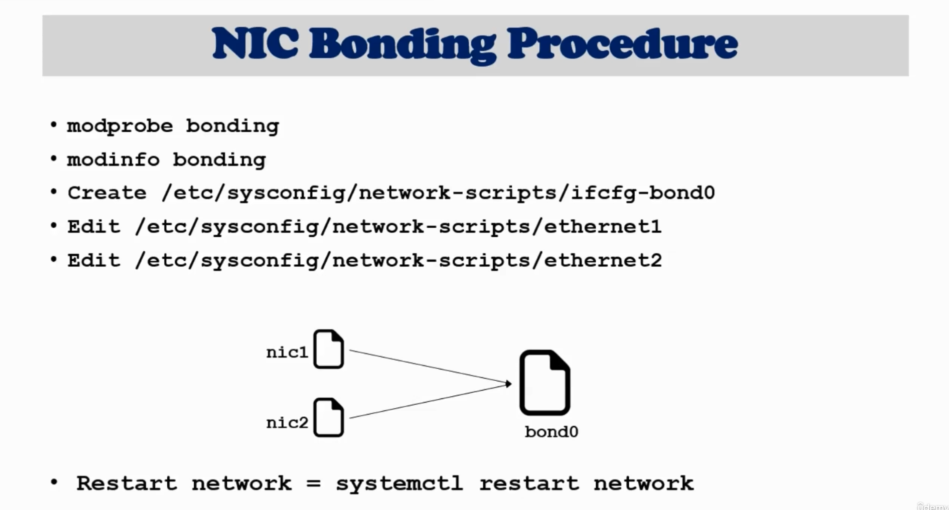 NIC Bonding Procedure
• modprobe bonding
• modinfo bonding
• Create /etc/sysconfig/network-scripts/ifcfg-bond0
• Edit /etc/sysconfig/network-scripts/ethernet1
• Edit /etc/sysconfig/network-scripts/ethernet2
nic1
nic2
bond0
• Restart network = systemctl restart network